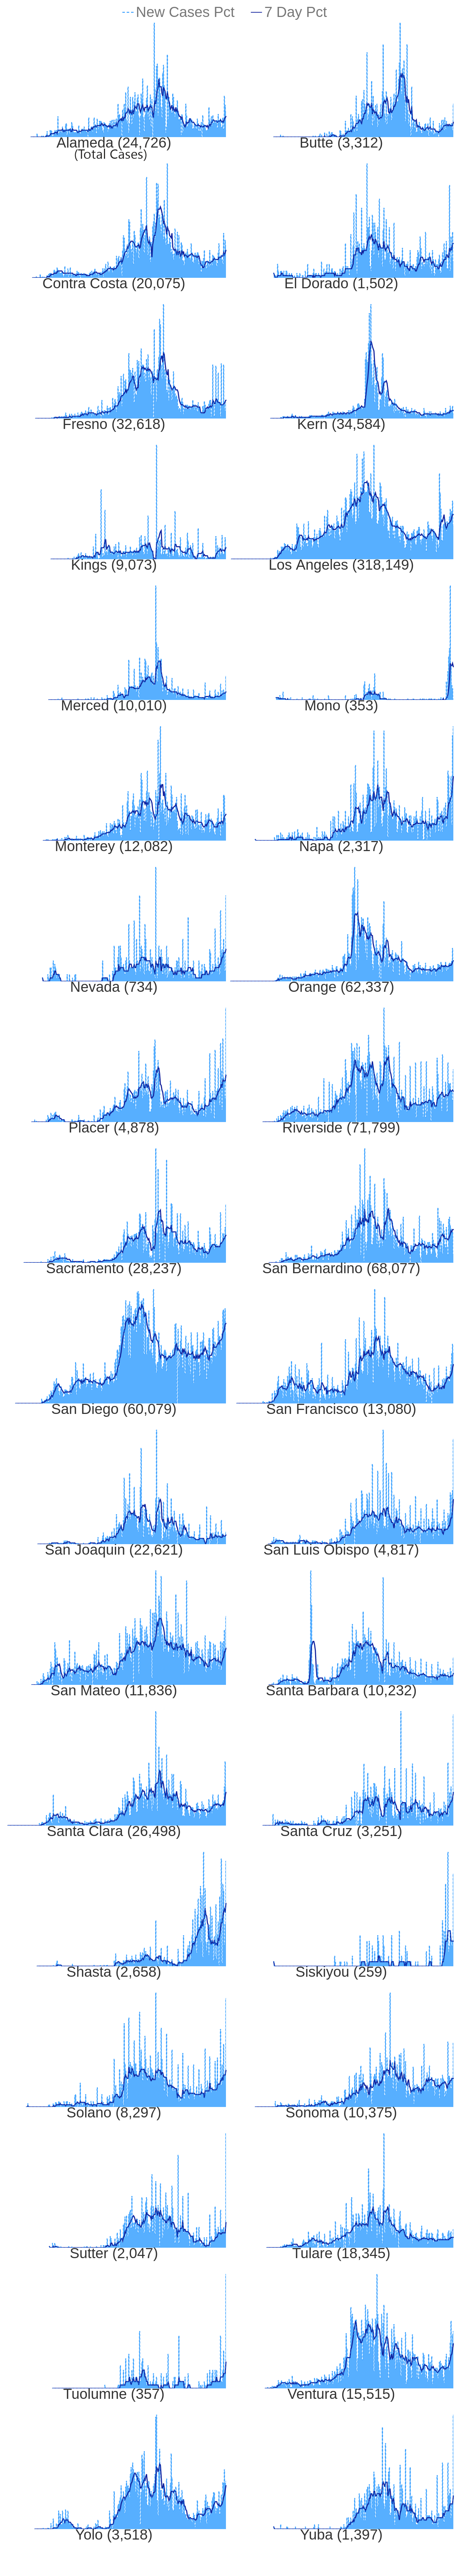 New Cases Pct 7 Day Pct
Alameda (24,726) Butte (3,312)
(Total Cases)
Contra Costa (20,075) El Dorado (1,502)
Fresno (32,618) Kern (34,584)
Kings (9,073) Los Angeles (318,149)
Merced (10,010) Mono (353)
Monterey (12,082) Napa (2,317)
Nevada (734) Orange (62,337)
Placer (4,878) Riverside (71,799)
Sacramento (28,237) San Bernardino (68,077)
San Diego (60,079) San Francisco (13,080)
San Joaquin (22,621) San Luis Obispo (4,817)
San Mateo (11,836) Santa Barbara (10,232)
Santa Clara (26,498) Santa Cruz (3,251)
Shasta (2,658) Siskiyou (259)
Solano (8,297) Sonoma (10,375)
Sutter (2,047) Tulare (18,345)
Tuolumne (357) Ventura (15,515)
Yolo (3,518) Yuba (1,397)